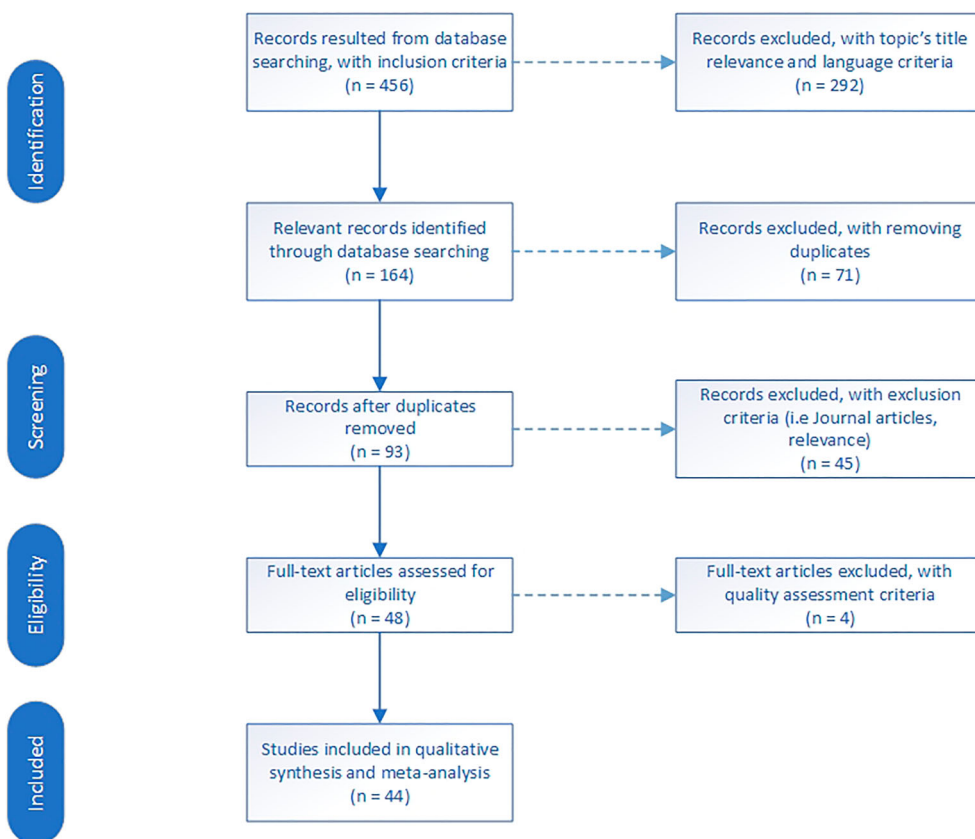 Identification
Records resulted from database
searching, with inclusion criteria
(n = 456)
Records excluded, with topic's title
relevance and language criteria
(n = 292)
Relevant records identified
through database searching
(n = 164)
Records excluded, with removing
duplicates
(n = 71)
Screening
Records after duplicates
removed
(n = 93)
Records excluded, with exclusion
criteria (i.e Journal articles,
relevance)
(n = 45)
Eligibility
Full-text articles assessed for
eligibility
(n = 48)
Full-text articles excluded, with
quality assessment criteria
(n = 4)
Included
Studies included in qualitative
synthesis and meta-analysis
(n = 44)